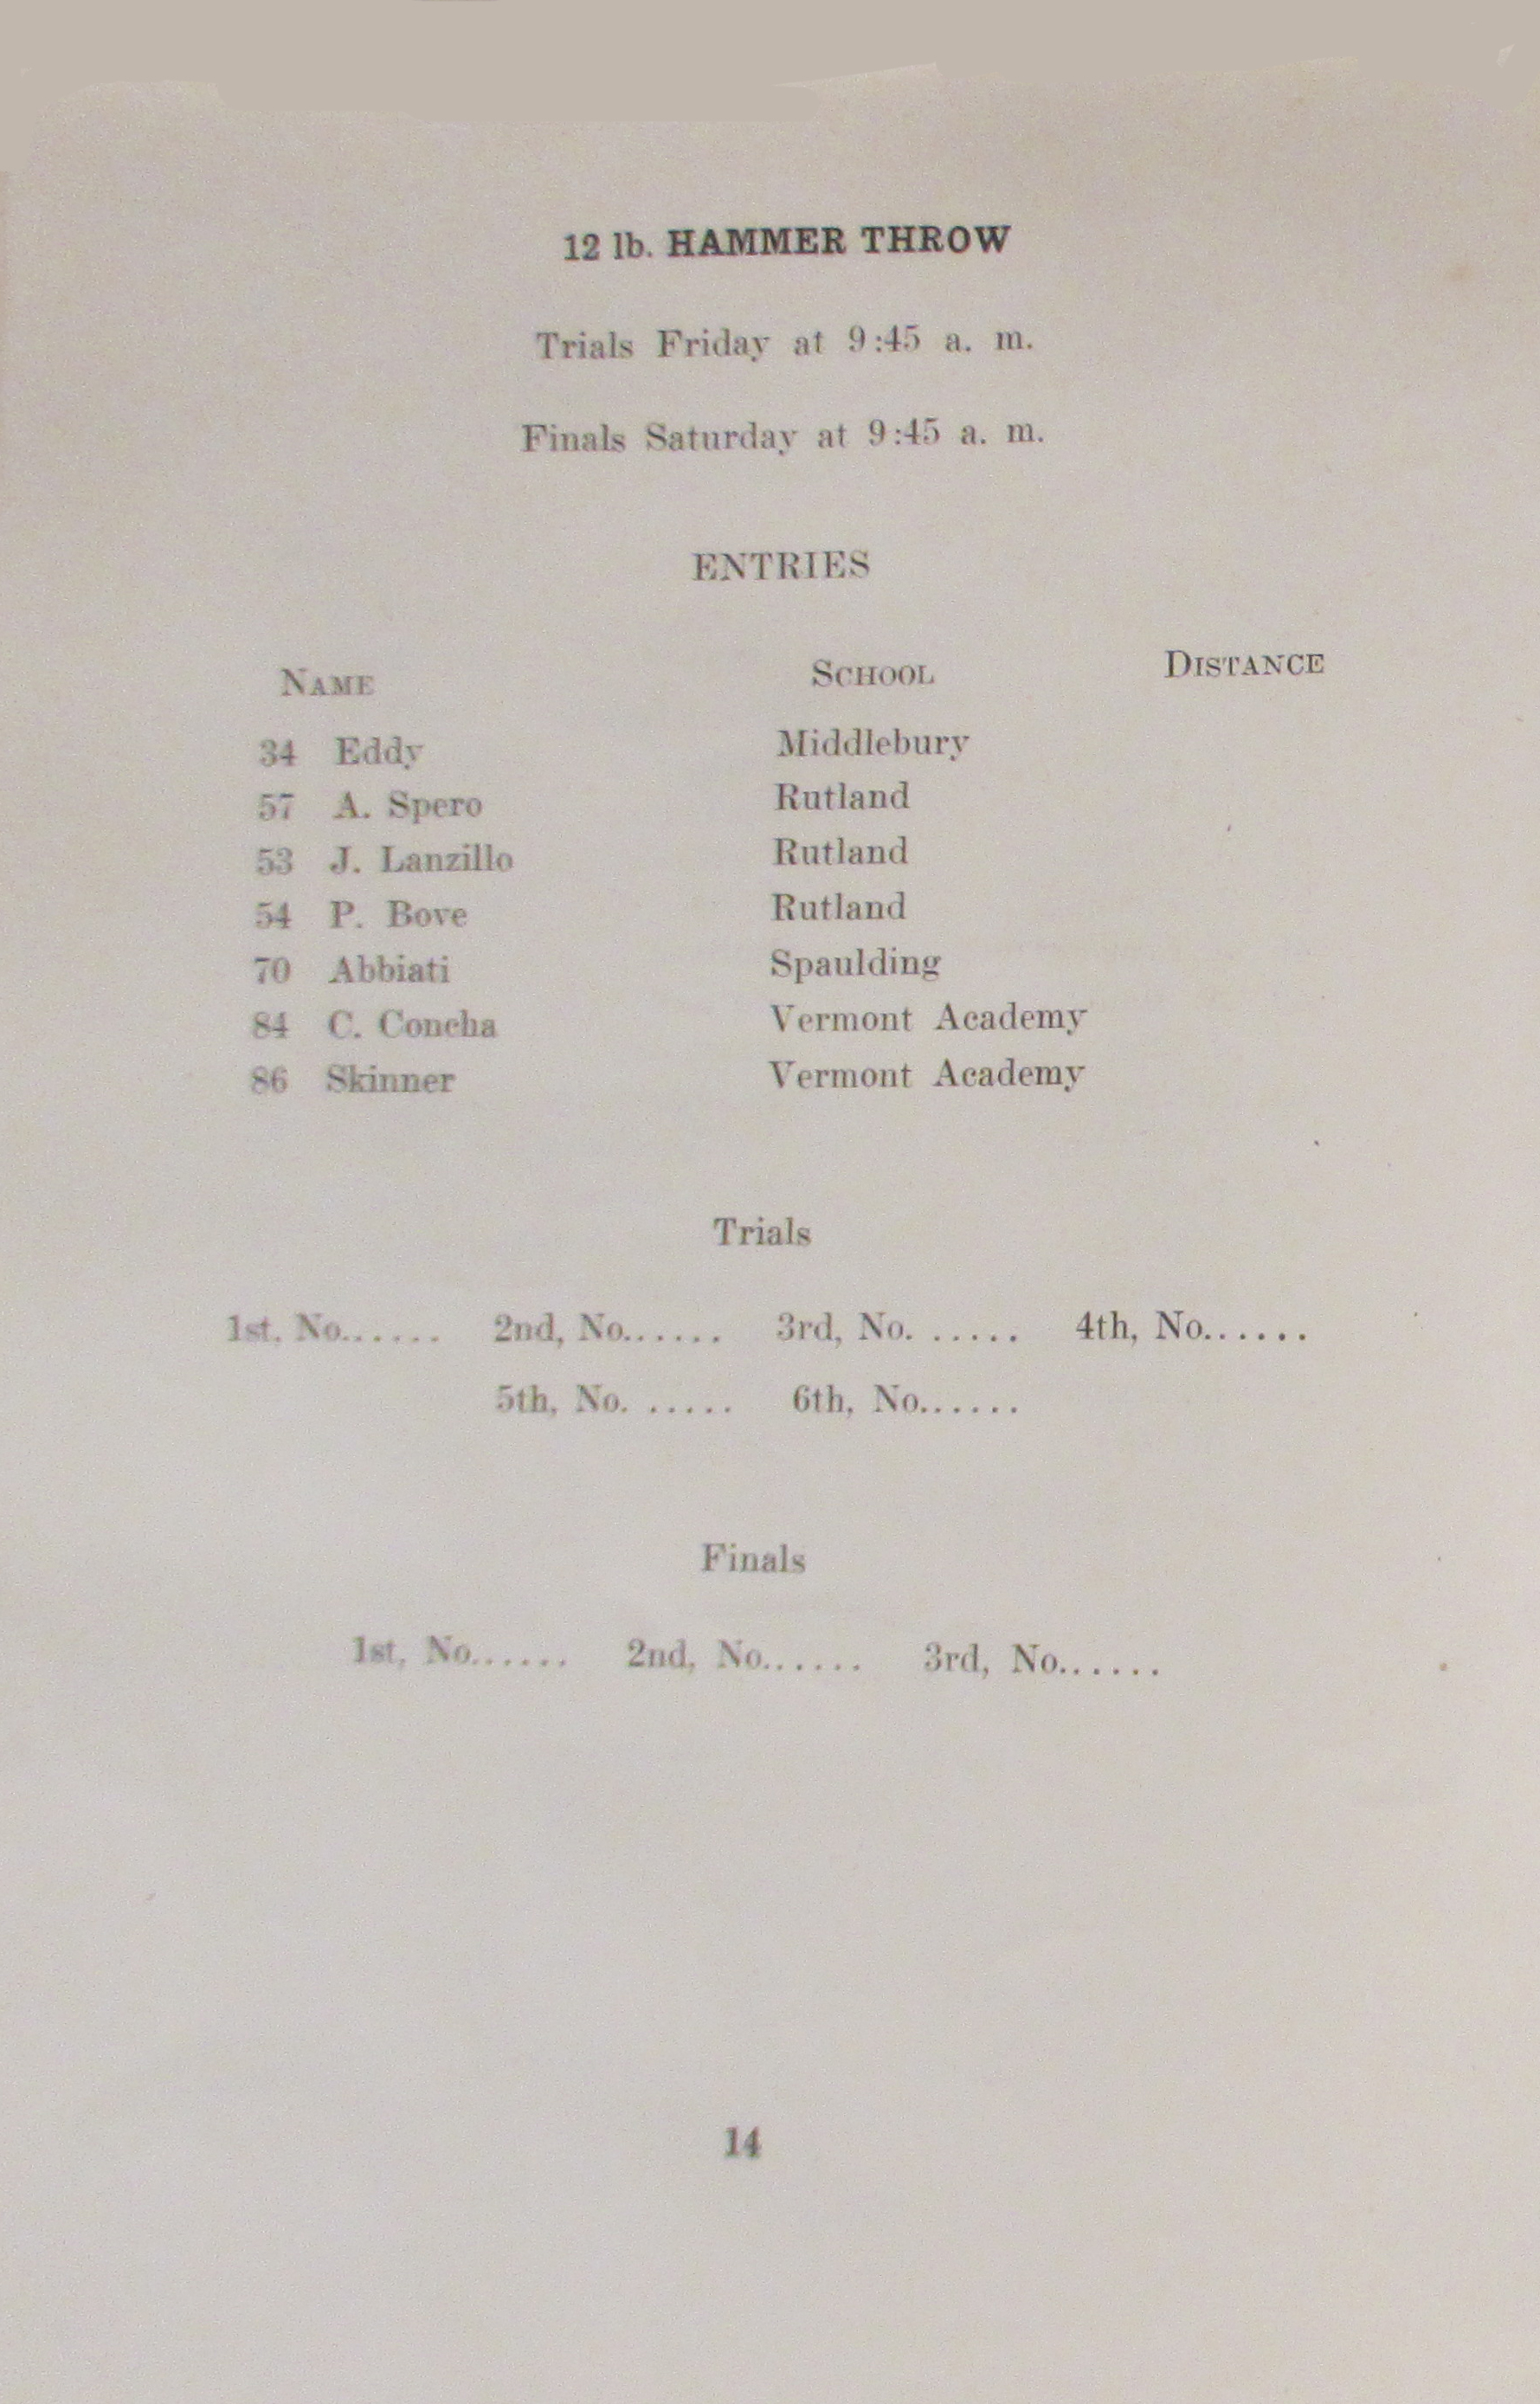 12 lb. HAMMER THROW
Trials Friday at 9:45 a. m.
Finals Saturday at 9:45 a. m.
ENTRIES
NAME SCHOOL DISTANCE
34 Eddy Middlebury
57 A. Spero Rutland
53 J. Lanzillo Rutland
54 P. Bove Rutland
70 Abbiati Spaulding
84 C. Concha Vermont Academy
86 Skinner Vermont Academy
Trials
1st, No...... 2nd, No...... 3rd, No. ..... 4th, No......
5th, No. ..... 6th, No......
Finals
1st, No...... 2nd, No...... 3rd, No......
14